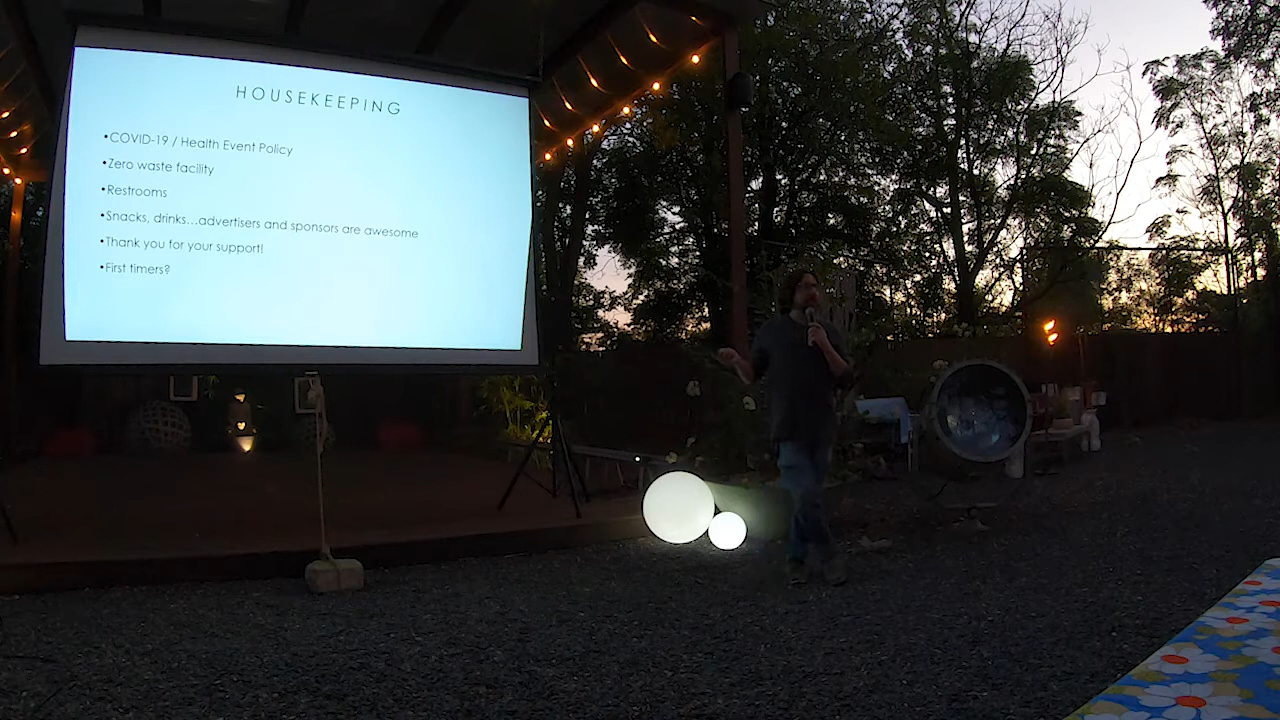 HOUSEKEEPING
•COVID-19 / Health Event Policy
•Zero waste facility
•Restrooms
•Snacks, drinks...advertisers and sponsors are awesome
•Thank you for your support!
•First timers?